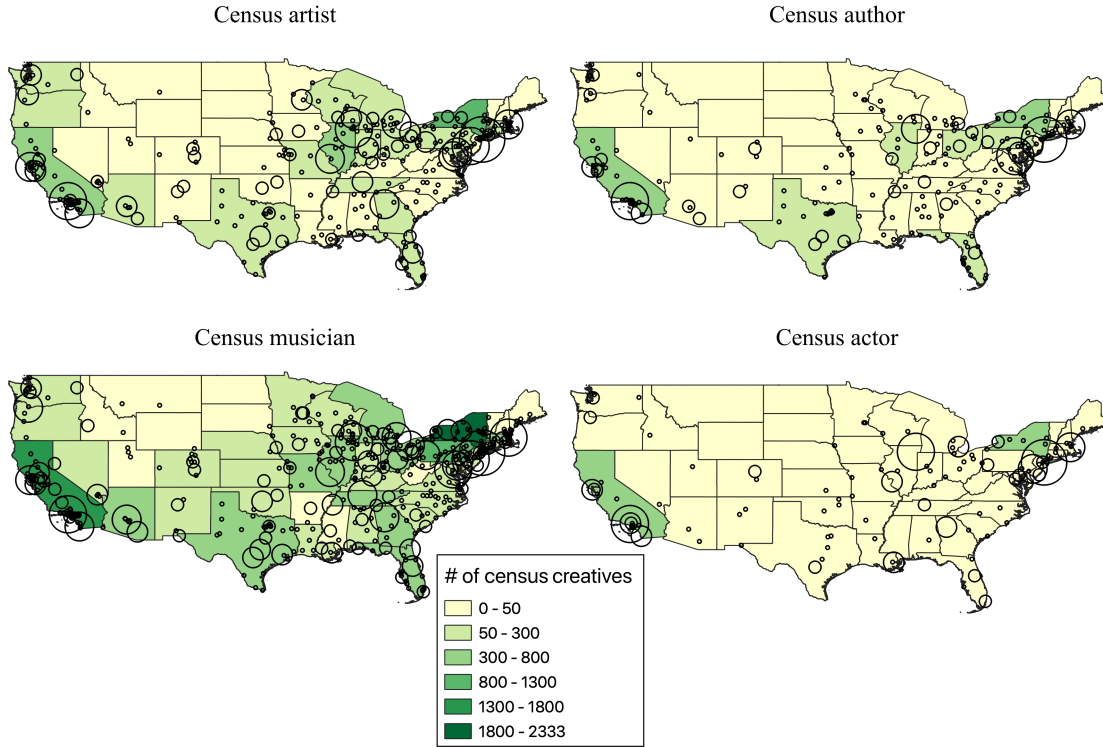 Census artist
Census author
Census musician
Census actor
# of census creatives
0 - 50
50 - 300
300 - 800
800 - 1300
1300 - 1800
1800 - 2333